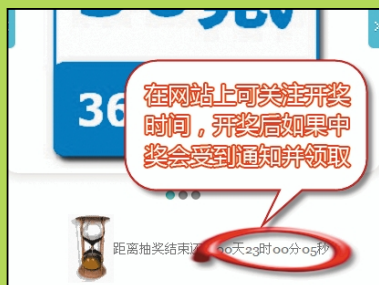 36
在网站上可关注开奖
时间，开奖后如果中
奖会受到通知并领取
距离抽奖结束还 00天23时00分05秒